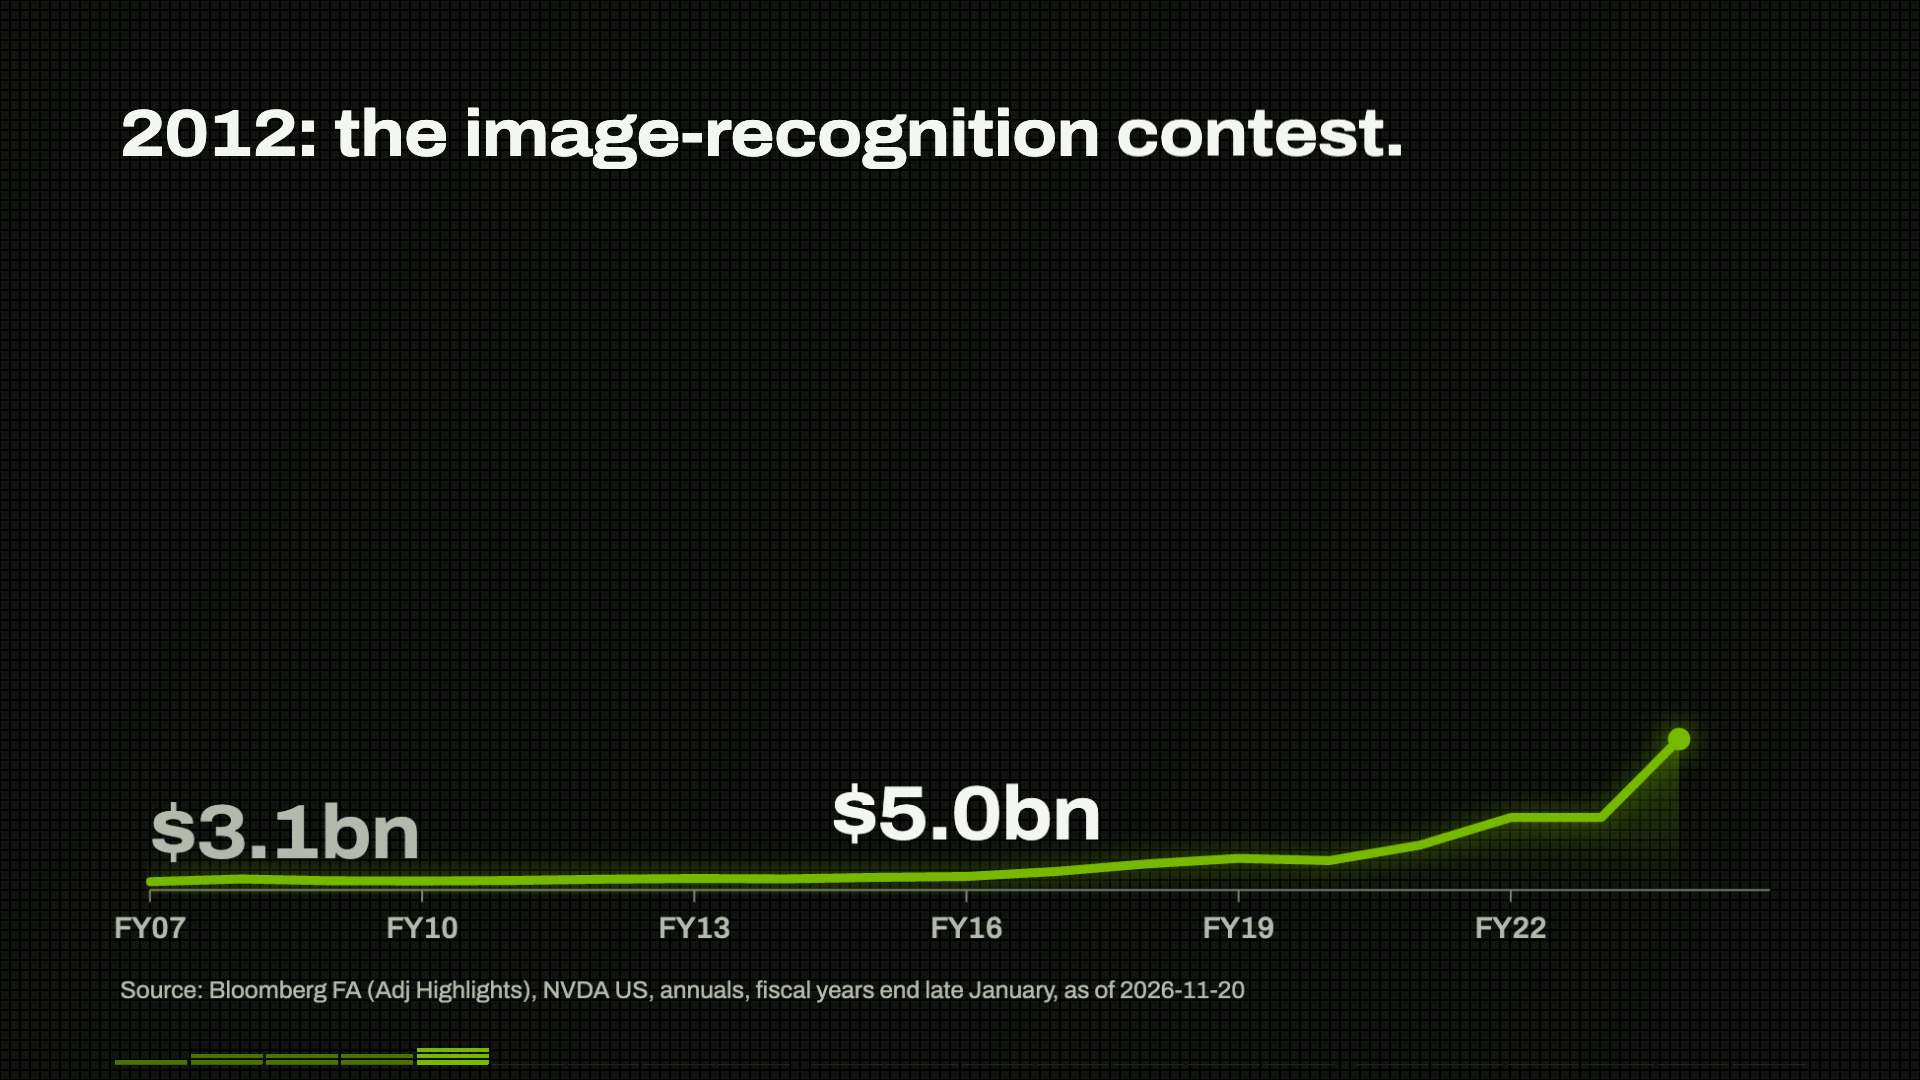 2012: the image-recognition contest.
$3.1bn
$5.0bn
FY07 FY10 FY13 FY16 FY19 FY22
Source: Bloomberg FA (Adj Highlights), NVDA US, annuals, fiscal years end late January, as of 2026-11-20